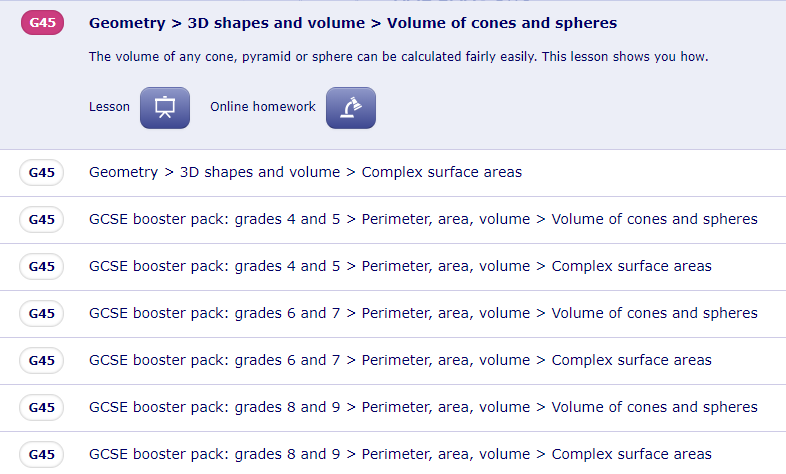 G45 Geometry > 3D shapes and volume > Volume of cones and spheres
The volume of any cone, pyramid or sphere can be calculated fairly easily. This lesson shows you how.
Lesson Online homework
G45 Geometry > 3D shapes and volume > Complex surface areas
G45 GCSE booster pack: grades 4 and 5 > Perimeter, area, volume > Volume of cones and spheres
G45 GCSE booster pack: grades 4 and 5 > Perimeter, area, volume > Complex surface areas
G45 GCSE booster pack: grades 6 and 7 > Perimeter, area, volume > Volume of cones and spheres
G45 GCSE booster pack: grades 6 and 7 > Perimeter, area, volume > Complex surface areas
G45 GCSE booster pack: grades 8 and 9 > Perimeter, area, volume > Volume of cones and spheres
G45 GCSE booster pack: grades 8 and 9 > Perimeter, area, volume > Complex surface areas